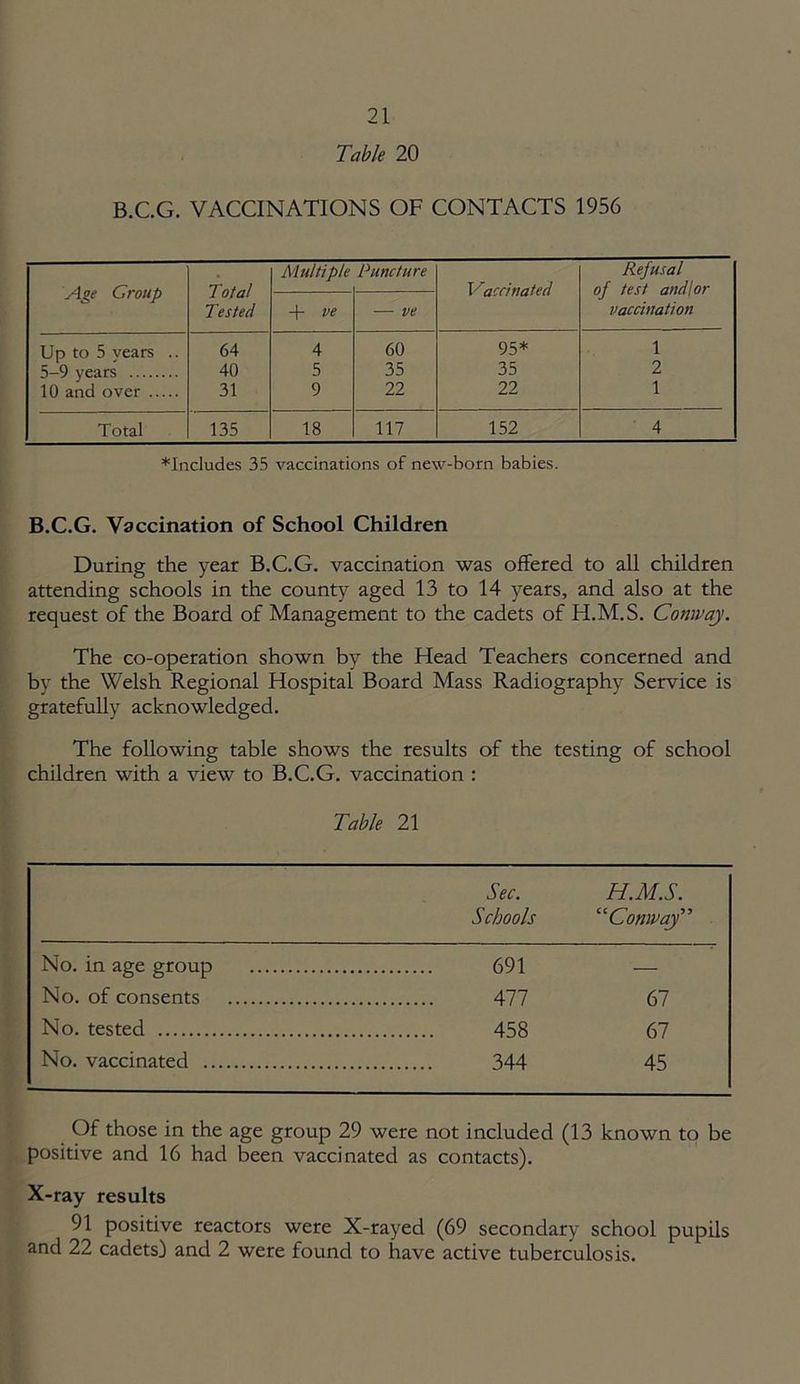 21
Table 20
B.C.G. VACCINATIONS OF CONTACTS 1956
Age Group | Total Tested | Multiple Puncture + ve | Multiple Puncture — ve | Vaccinated | Refusal of test and/or vaccination
Up to 5 years .. 64 4 60 95* 1
5–9 years ........ 40 5 35 35 2
10 and over ..... 31 9 22 22 1
Total 135 18 117 152 4
*Includes 35 vaccinations of new-born babies.
B.C.G. Vaccination of School Children
During the year B.C.G. vaccination was offered to all children
attending schools in the county aged 13 to 14 years, and also at the
request of the Board of Management to the cadets of H.M.S. Conway.
The co-operation shown by the Head Teachers concerned and
by the Welsh Regional Hospital Board Mass Radiography Service is
gratefully acknowledged.
The following table shows the results of the testing of school
children with a view to B.C.G. vaccination :
Table 21
Sec. H.M.S.
Schools “Conway”
No. in age group ............................ 691 —
No. of consents ............................... 477 67
No. tested .......................................... 458 67
No. vaccinated ................................... 344 45
Of those in the age group 29 were not included (13 known to be
positive and 16 had been vaccinated as contacts).
X-ray results
91 positive reactors were X-rayed (69 secondary school pupils
and 22 cadets) and 2 were found to have active tuberculosis.